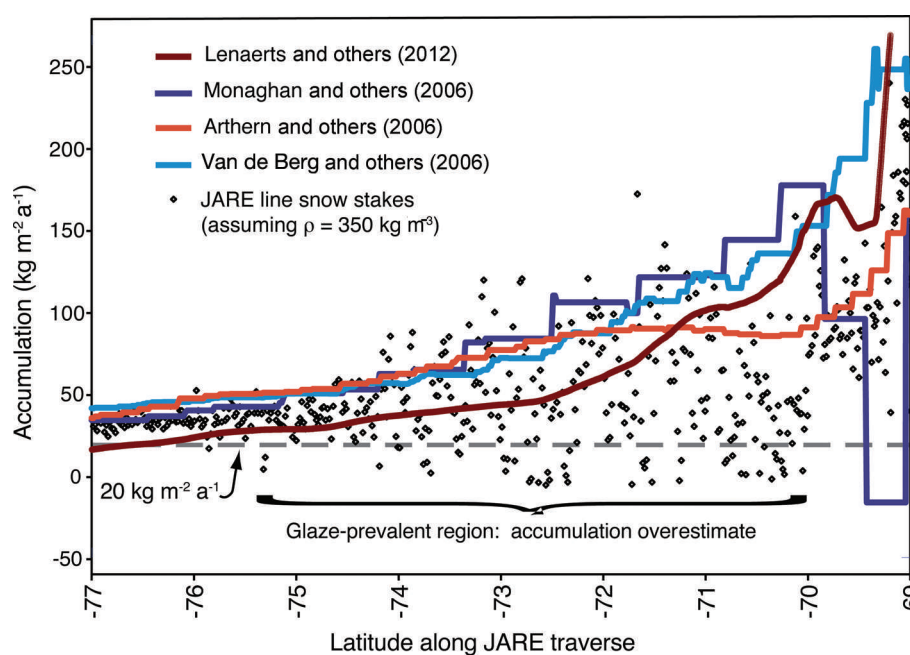 250
200
150
100
50
0
-50
Accumulation (kg m-2 a-1)
Lenaerts and others (2012)
Monaghan and others (2006)
Arthern and others (2006)
Van de Berg and others (2006)
JARE line snow stakes
(assuming ρ = 350 kg m-3)
20 kg m-2 a-1
Glaze-prevalent region: accumulation overestimate
-77
-76
-75
-74
-73
-72
-71
-70
-69
Latitude along JARE traverse